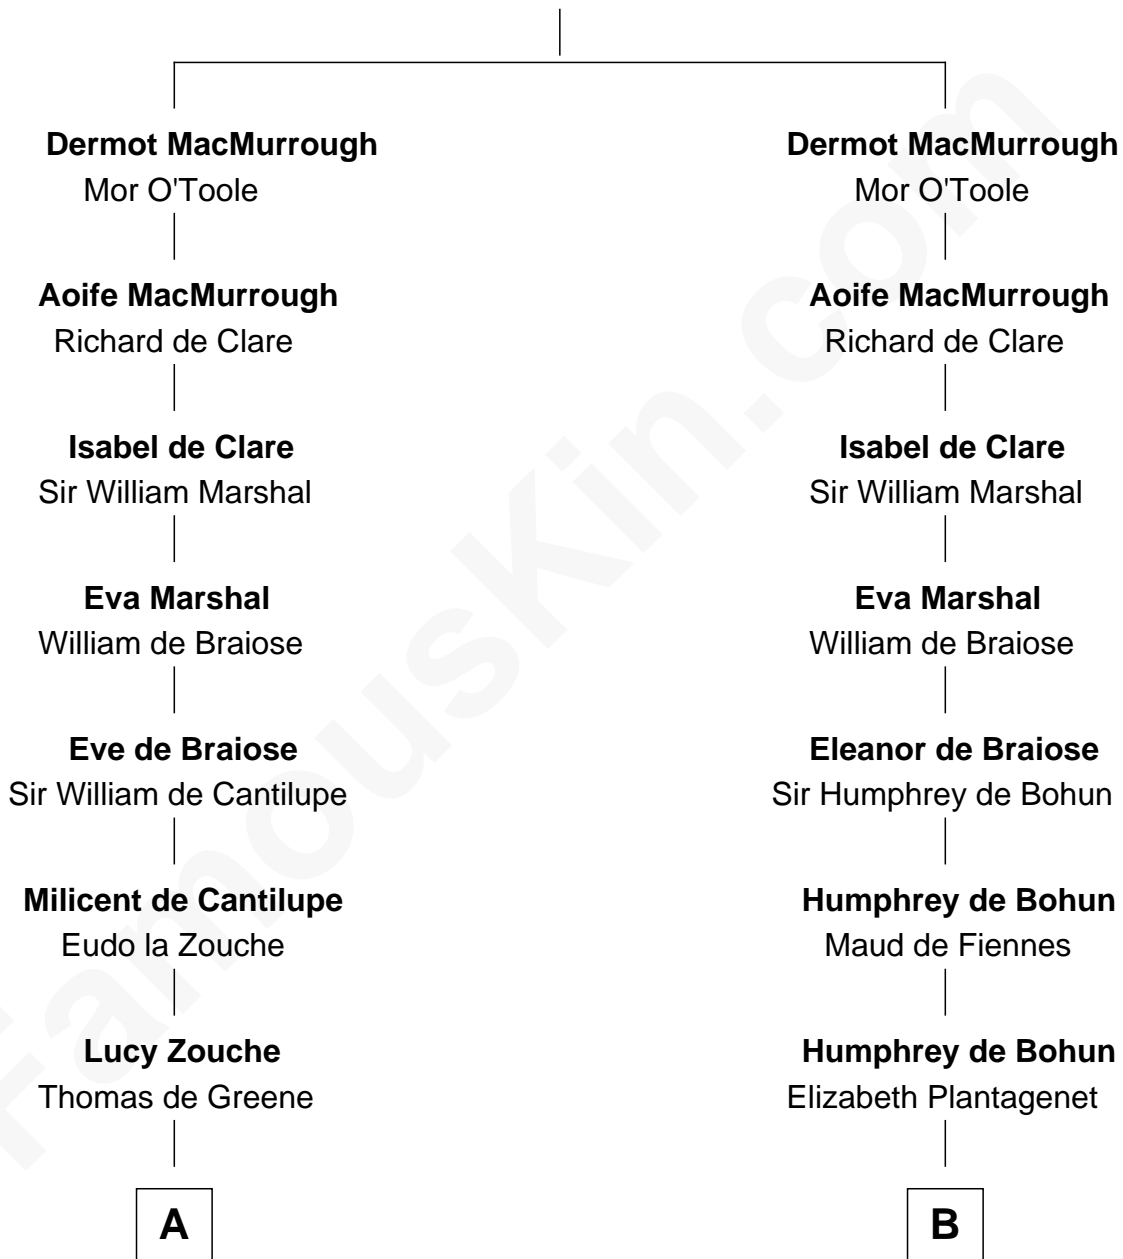 Dermot MacMurrough
Mor O'Toole
Aoife MacMurrough
Richard de Clare
Isabel de Clare
Sir William Marshal
Eva Marshal
William de Braiose
Eve de Braiose
Sir William de Cantilupe
Milicent de Cantilupe
Eudo la Zouche
Lucy Zouche
Thomas de Greene
A
Dermot MacMurrough
Mor O'Toole
Aoife MacMurrough
Richard de Clare
Isabel de Clare
Sir William Marshal
Eva Marshal
William de Braiose
Eleanor de Braiose
Sir Humphrey de Bohun
Humphrey de Bohun
Maud de Fiennes
Humphrey de Bohun
Elizabeth Plantagenet
B
FamousKin.com